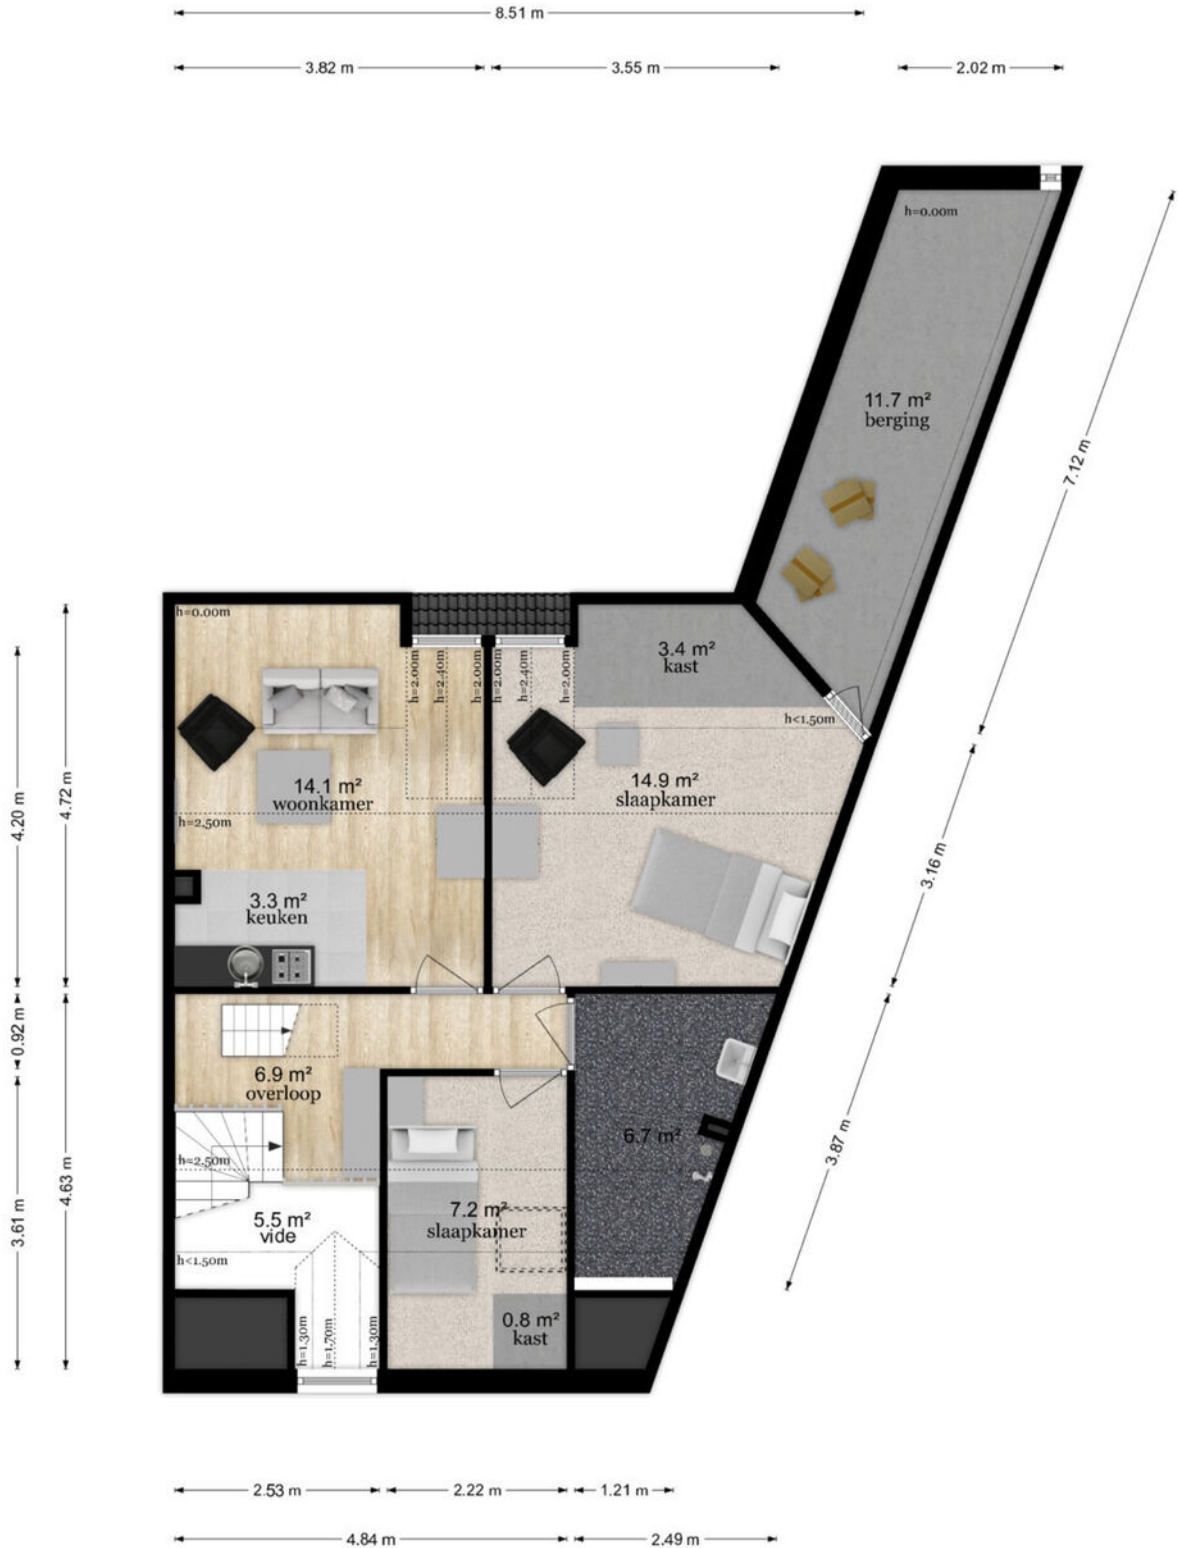 8.51 m
3.82 m
3.55 m
2.02 m
h=0.00m
11.7 m²
berging
7.12 m
h=0.00m
h=2.00m
h=2.40m
h=2.00m
h=2.00m
h=2.40m
h=2.00m
3.4 m²
kast
h<1.50m
14.1 m²
woonkamer
14.9 m²
slaapkamer
h=2.50m
4.20 m
4.72 m
3.16 m
3.3 m²
keuken
0.92 m
6.9 m²
overloop
6.7 m²
3.87 m
h=2.50m
4.63 m
3.61 m
5.5 m²
vide
7.2 m²
slaapkamer
h<1.50m
h=1.30m
h=1.70m
h=1.30m
0.8 m²
kast
2.53 m
2.22 m
1.21 m
4.84 m
2.49 m